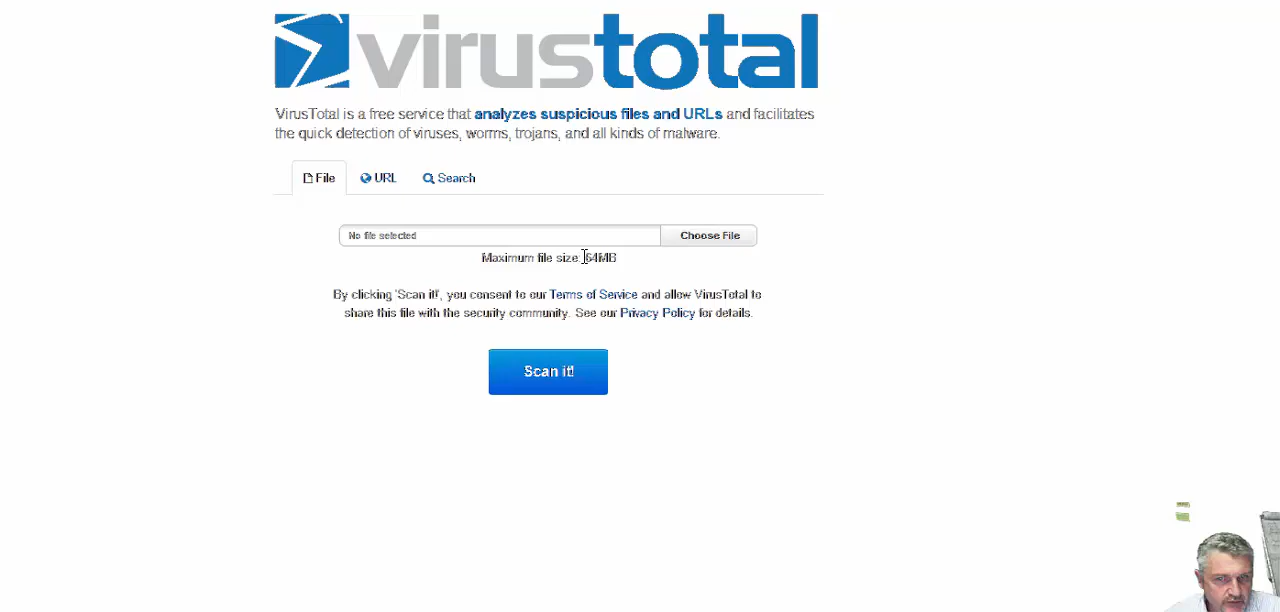 virustotal
VirusTotal is a free service that analyzes suspicious files and URLs and facilitates
the quick detection of viruses, worms, trojans, and all kinds of malware.
File URL Search
No file selected Choose File
Maximum file size: 64MB
By clicking 'Scan it!', you consent to our Terms of Service and allow VirusTotal to
share this file with the security community. See our Privacy Policy for details.
Scan it!